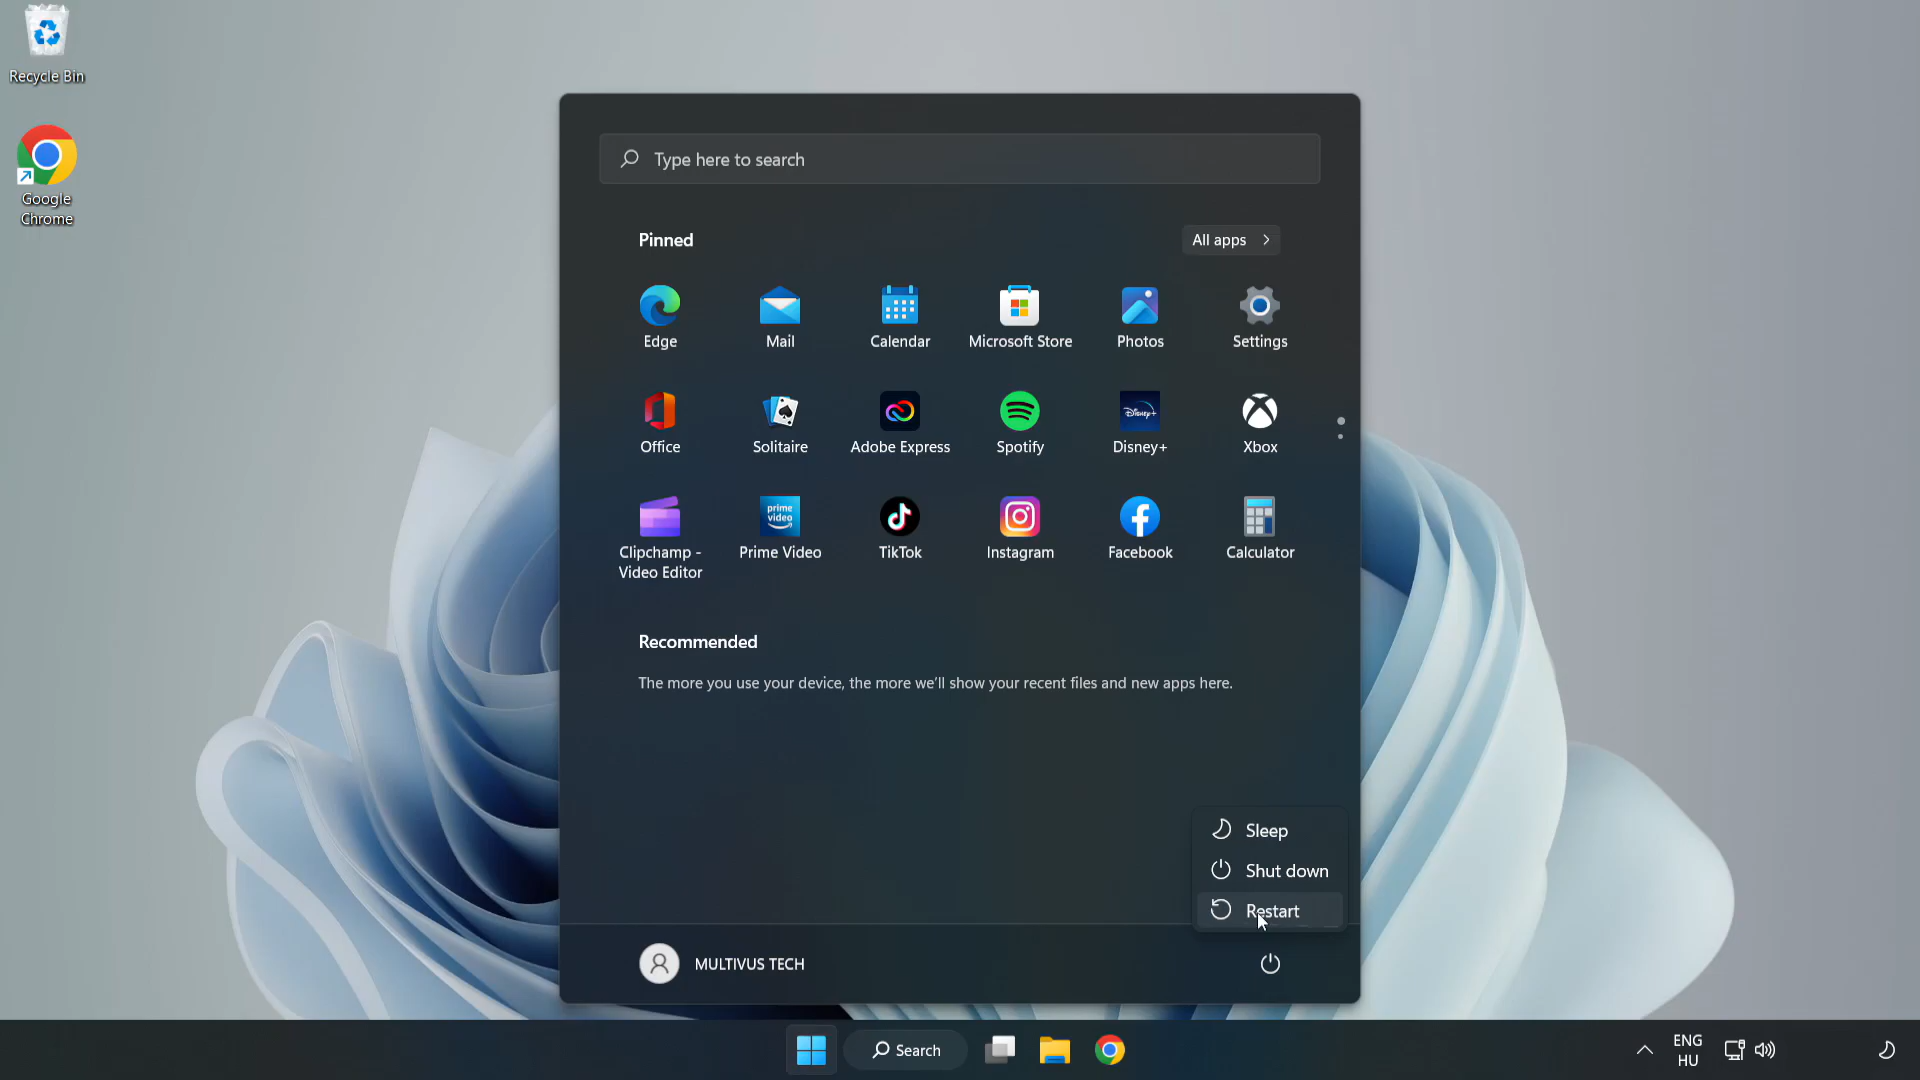 Recycle Bin
Google
Chrome
Type here to search
Pinned
All apps
Edge
Mail
Calendar
Microsoft Store
Photos
Settings
Office
Solitaire
Adobe Express
Spotify
Disney+
Disney+
Xbox
prime
video
Clipchamp -
Video Editor
Prime Video
TikTok
Instagram
Facebook
Calculator
Recommended
The more you use your device, the more we'll show your recent files and new apps here.
Sleep
Shut down
Restart
MULTIVUS TECH
Search
ENG
HU